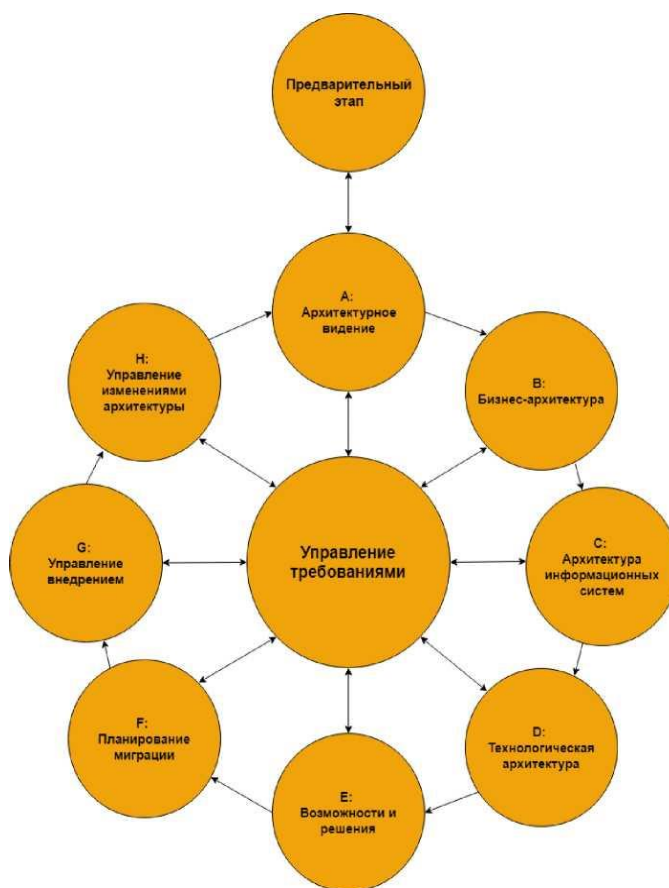 Предварительный
этап
A:
Архитектурное
видение
H:
Управление
изменениями
архитектуры
B:
Бизнес-архитектура
G:
Управление
внедрением
Управление
требованиями
C:
Архитектура
информационных
систем
F:
Планирование
миграции
D:
Технологическая
архитектура
E:
Возможности и
решения